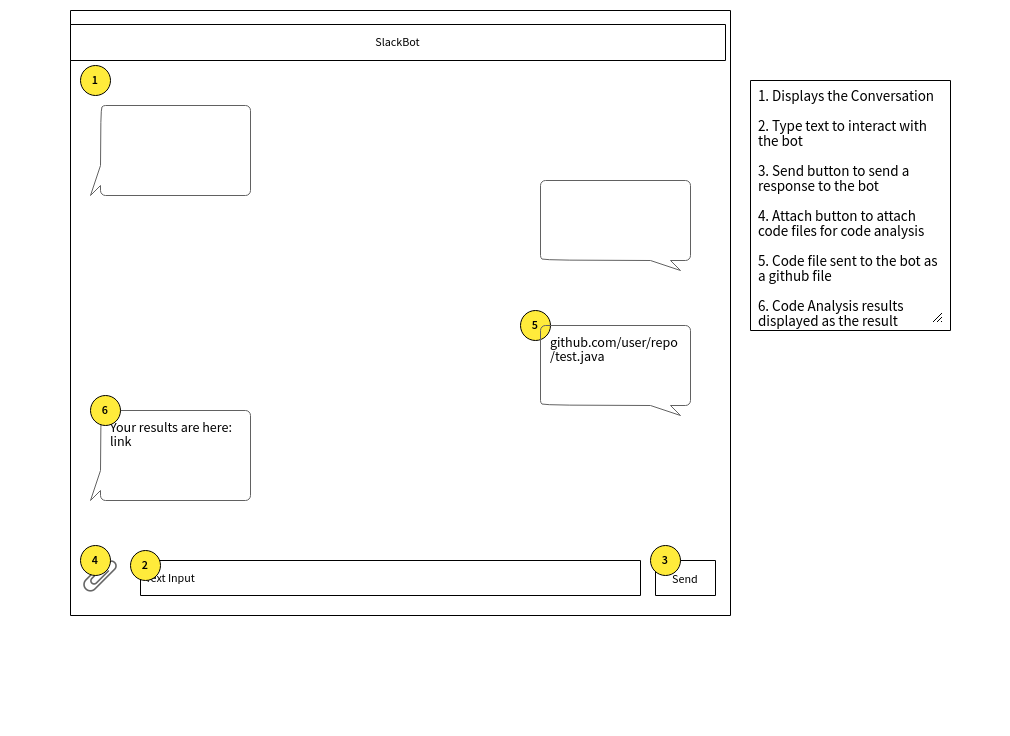 SlackBot
1
5
github.com/user/repo
/test.java
6
Your results are here:
link
4
2
Text Input
3
Send
1. Displays the Conversation
2. Type text to interact with
the bot
3. Send button to send a
response to the bot
4. Attach button to attach
code files for code analysis
5. Code file sent to the bot as
a github file
6. Code Analysis results
displayed as the result